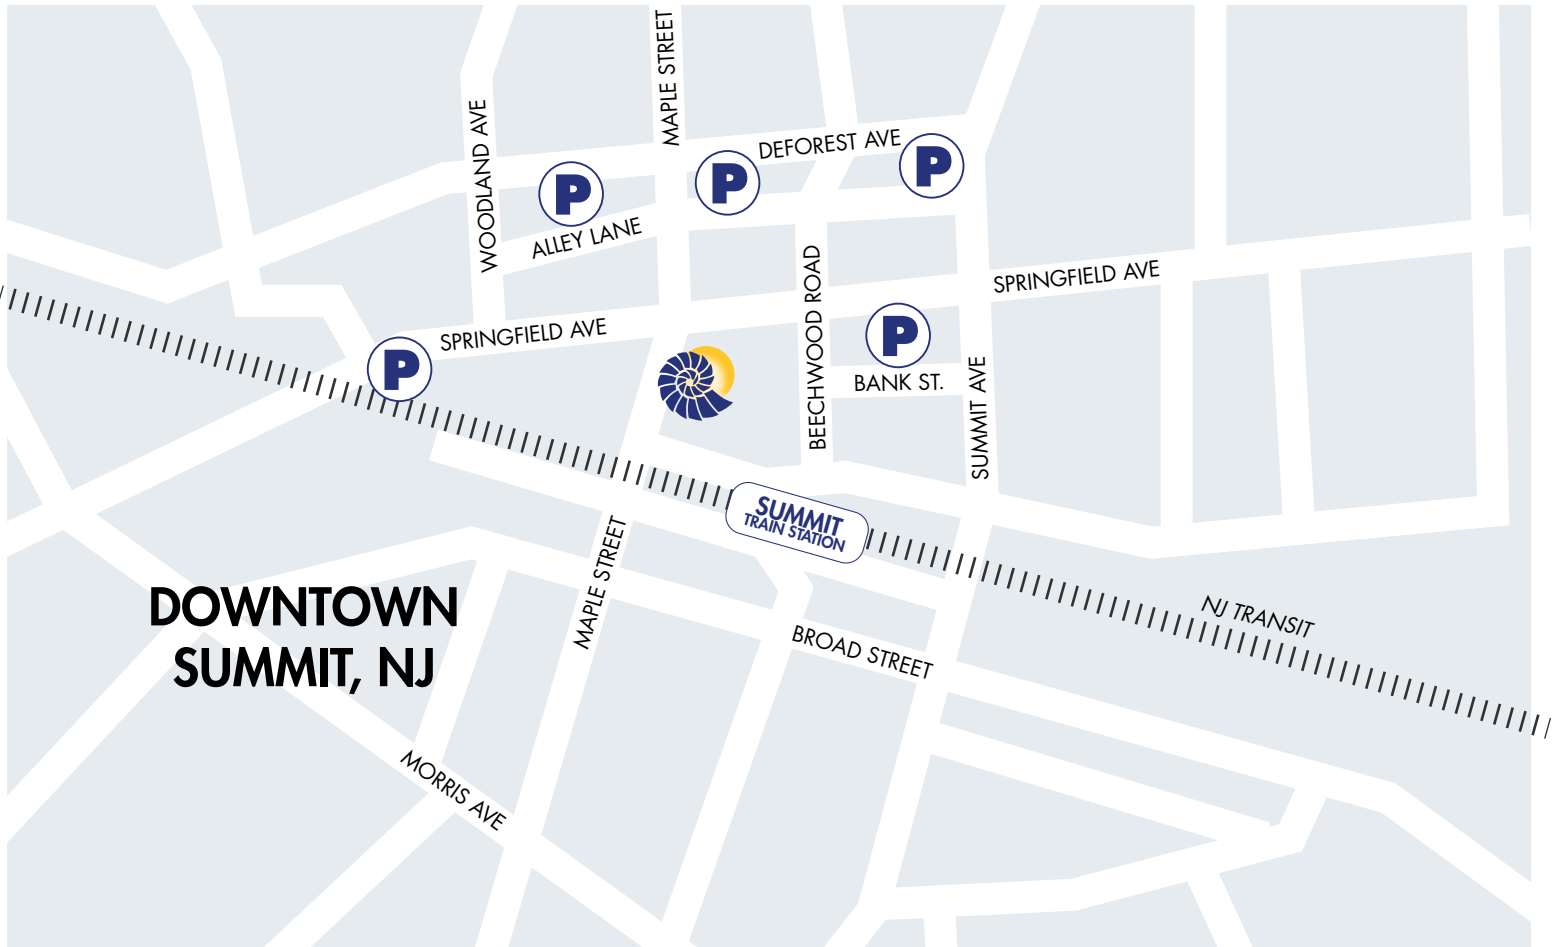 MAPLE STREET
WOODLAND AVE
DEFOREST AVE
P
P
P
ALLEY LANE
BEECHWOOD ROAD
SPRINGFIELD AVE
SPRINGFIELD AVE
P
P
BANK ST.
SUMMIT AVE
SUMMIT
TRAIN STATION
MAPLE STREET
NJ TRANSIT
BROAD STREET
DOWNTOWN
SUMMIT, NJ
MORRIS AVE